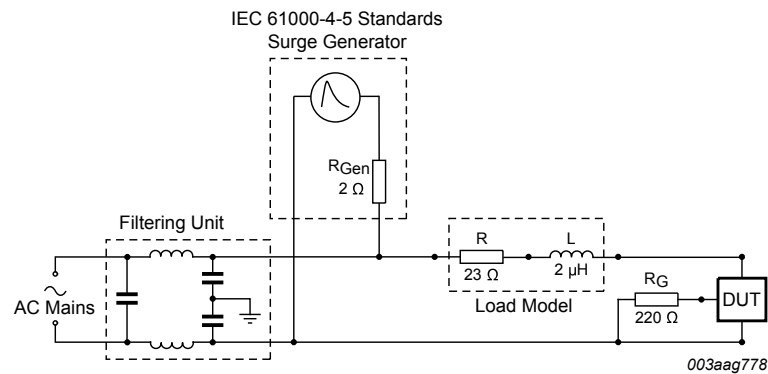 IEC 61000-4-5 Standards
Surge Generator
RGen
2 Ω
Filtering Unit
AC Mains
R
23 Ω
L
2 μH
Load Model
RG
220 Ω
DUT
003aag778